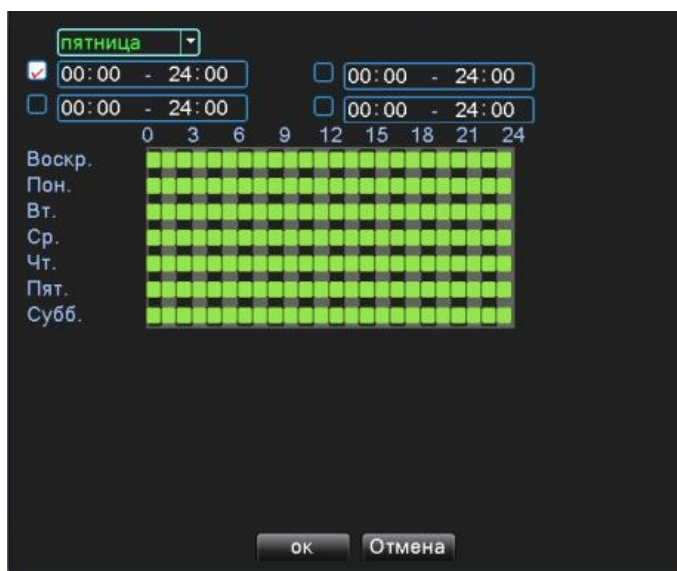 пятница
00:00 - 24:00 00:00 - 24:00
00:00 - 24:00 00:00 - 24:00
0 3 6 9 12 15 18 21 24
Воскр.
Пон.
Вт.
Ср.
Чт.
Пят.
Субб.
ок Отмена